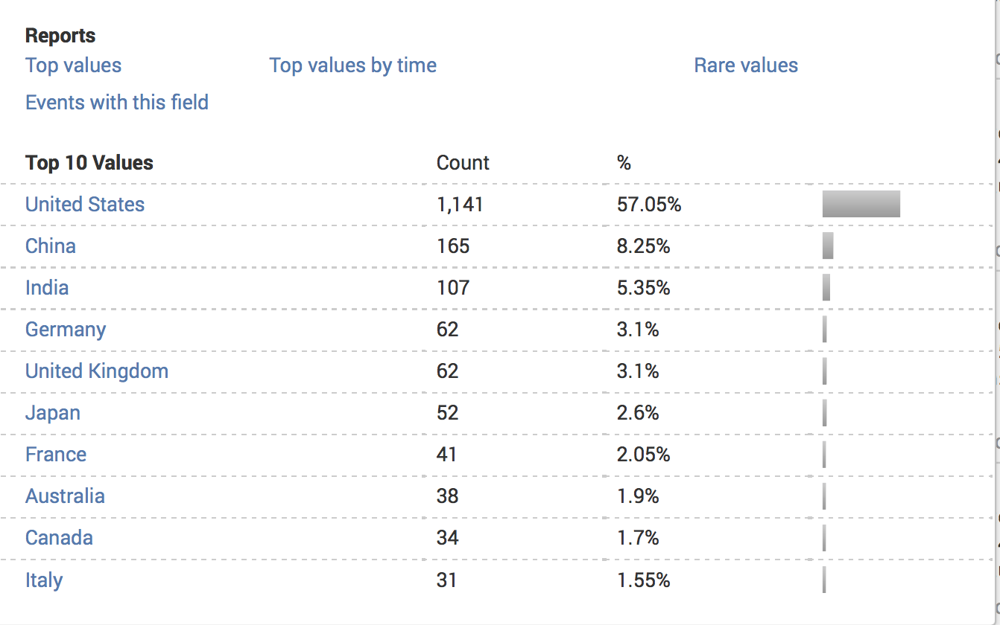 Reports
Top values Top values by time Rare values
Events with this field
Top 10 Values Count %
United States 1,141 57.05%
China 165 8.25%
India 107 5.35%
Germany 62 3.1%
United Kingdom 62 3.1%
Japan 52 2.6%
France 41 2.05%
Australia 38 1.9%
Canada 34 1.7%
Italy 31 1.55%